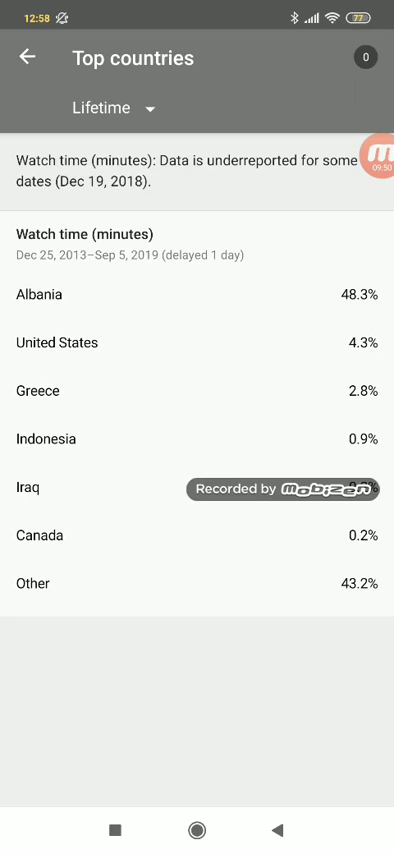 12:58
77
Top countries
0
Lifetime
Watch time (minutes): Data is underreported for some
dates (Dec 19, 2018).
09:50
Watch time (minutes)
Dec 25, 2013–Sep 5, 2019 (delayed 1 day)
Albania 48.3%
United States 4.3%
Greece 2.8%
Indonesia 0.9%
Iraq
Recorded by mobizen
Canada 0.2%
Other 43.2%